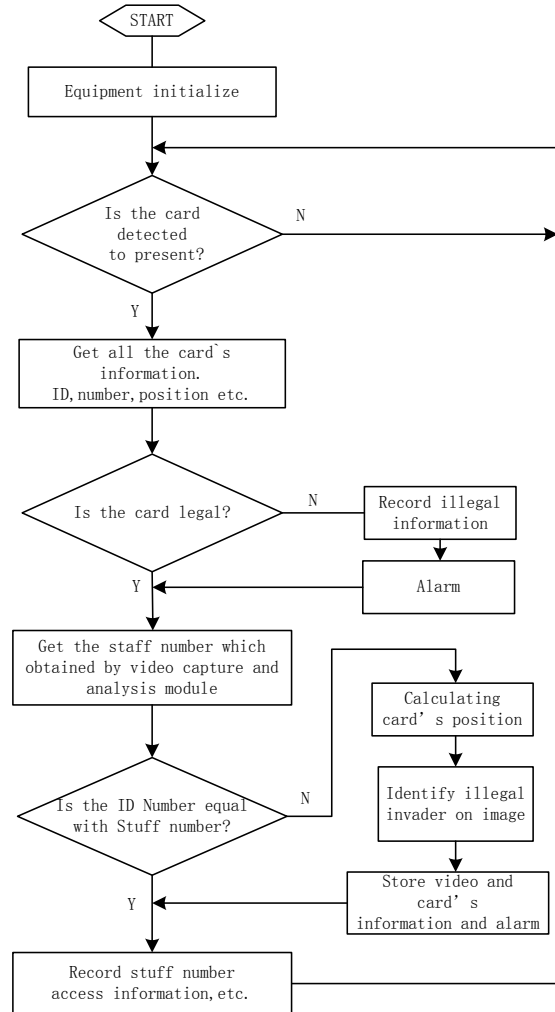 START
Equipment initialize
Is the card
detected
to present?
N
Y
Get all the card`s
information.
ID,number,position etc.
Is the card legal?
N
Record illegal
information
Alarm
Y
Get the staff number which
obtained by video capture and
analysis module
Calculating
card’s position
Is the ID Number equal
with Stuff number?
N
Identify illegal
invader on image
Y
Store video and
card’s
information and alarm
Record stuff number
access information,etc.